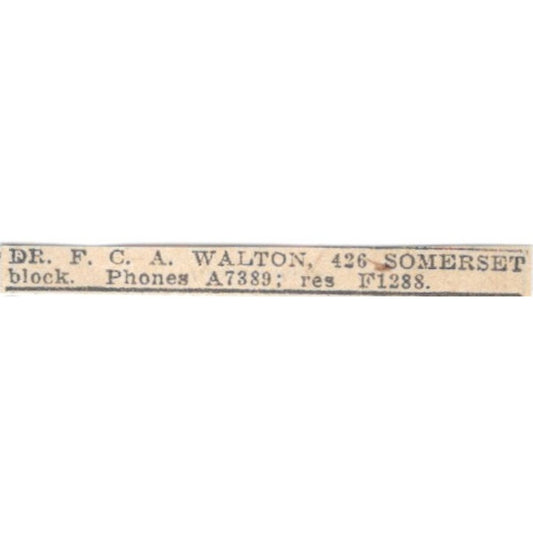 DR. F. C. A. WALTON, 426 SOMERSET
block. Phones A7389; res F1288.